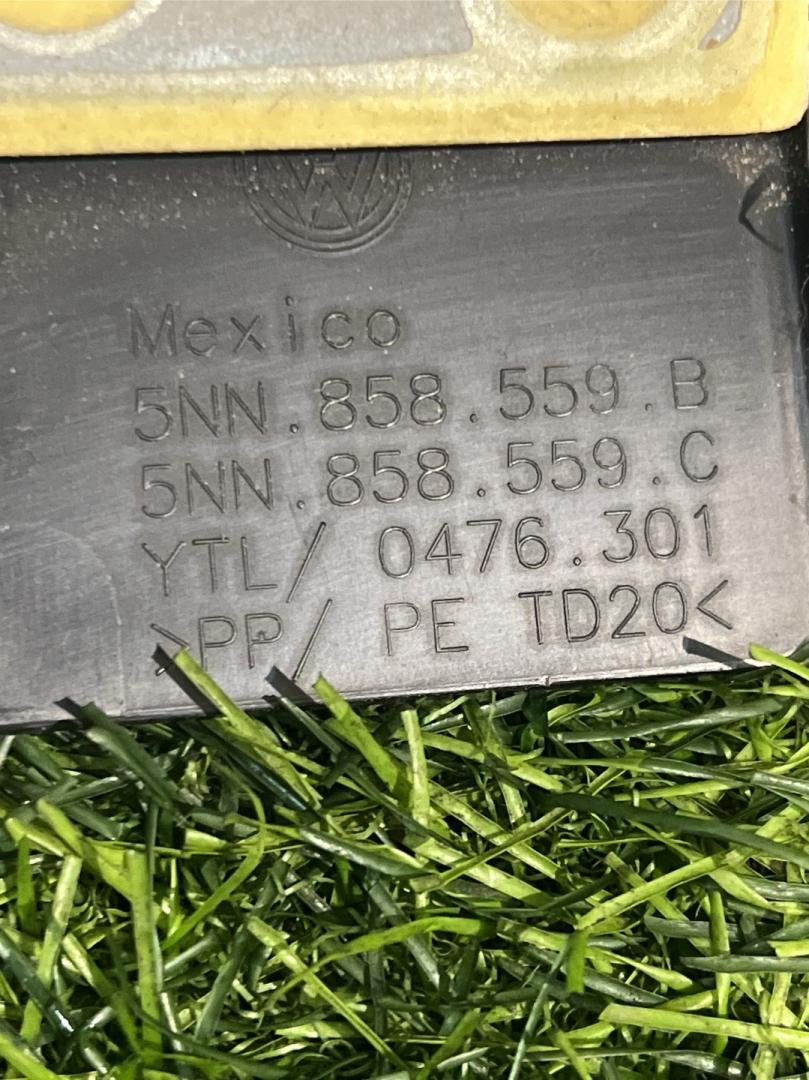 Mexico
5NN.858.559.B
5NN.858.559.C
YTL/ 0476.301
>PP/ PE TD20<